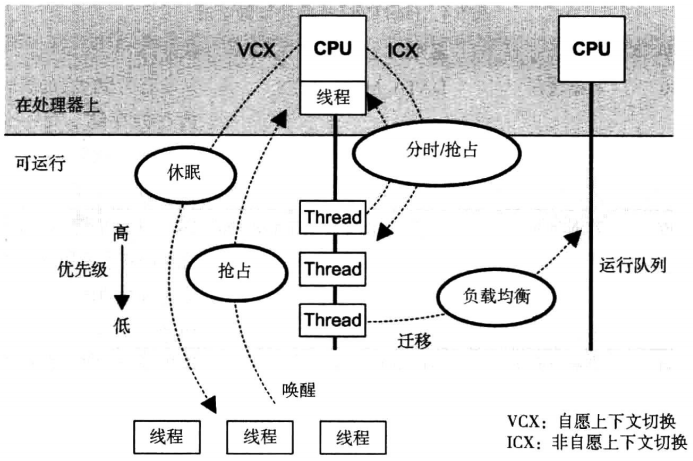 VCX
CPU
ICX
CPU
在处理器上
线程
可运行
休眠
分时/抢占
高
优先级
低
Thread
抢占
Thread
运行队列
负载均衡
Thread
迁移
唤醒
线程
线程
线程
VCX：自愿上下文切换
ICX：非自愿上下文切换